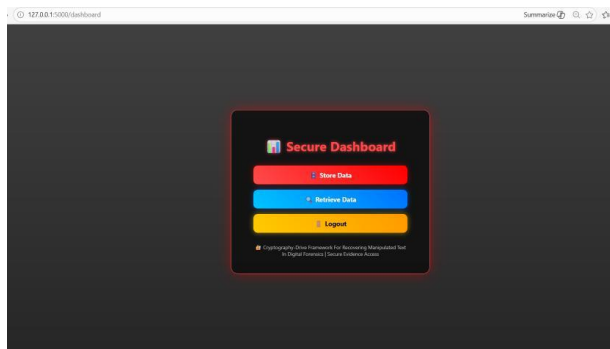 127.0.0.1:5000/dashboard
Summarize
Secure Dashboard
Store Data
Retrieve Data
Logout
Cryptography-Drive Framework For Recovering Manipulated Text
In Digital Forensics | Secure Evidence Access